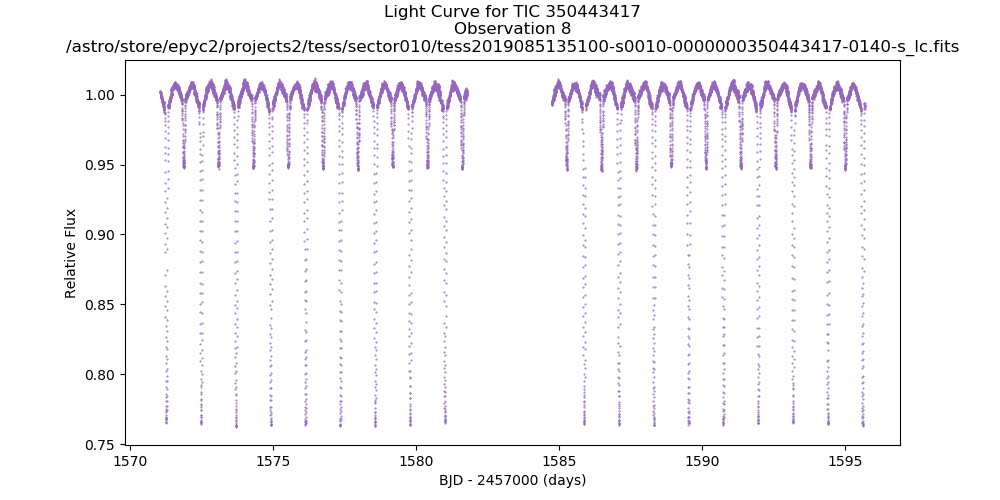 Light Curve for TIC 350443417
Observation 8
/astro/store/epyc2/projects2/tess/sector010/tess2019085135100-s0010-0000000350443417-0140-s_lc.fits
Relative Flux
1.00
0.95
0.90
0.85
0.80
0.75
1570
1575
1580
1585
1590
1595
BJD - 2457000 (days)